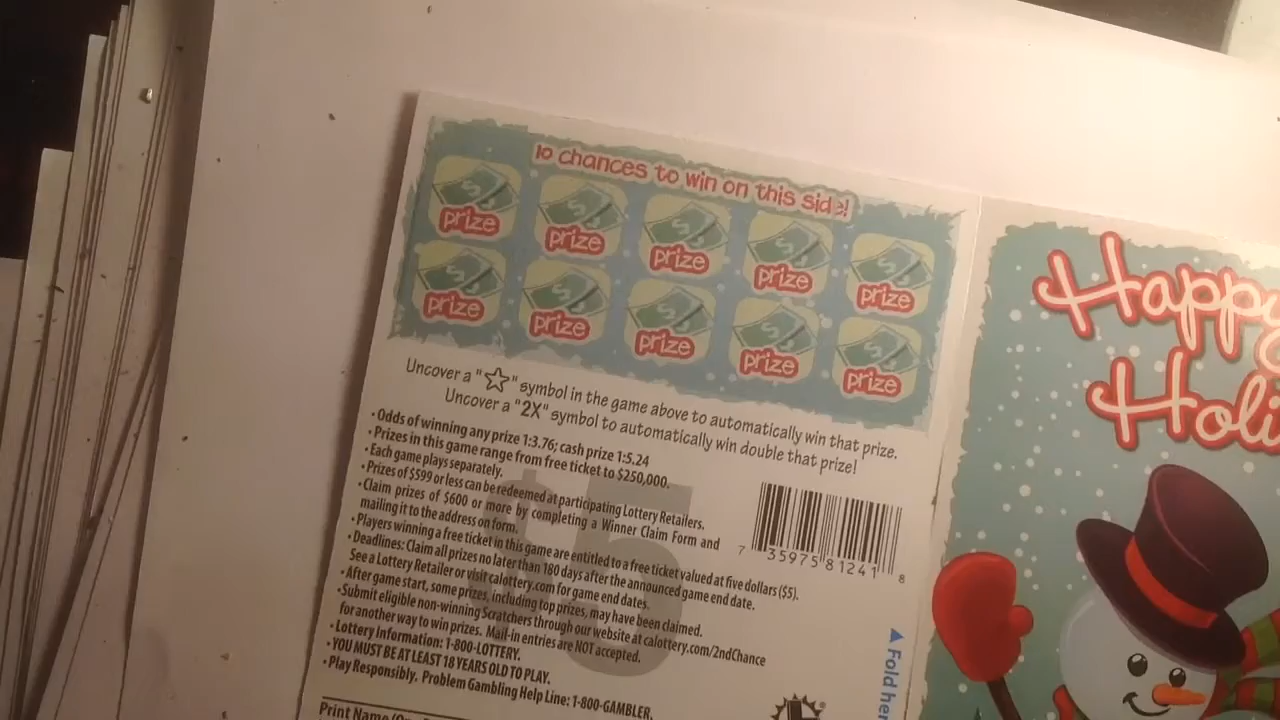 10 chances to win on this side!
prize prize prize prize prize
prize prize prize prize prize
Uncover a "☆" symbol in the game above to automatically win that prize.
Uncover a "2X" symbol to automatically win double that prize!
• Odds of winning any prize 1:3.76; cash prize 1:5.24
• Prizes in this game range from free ticket to $250,000.
• Each game plays separately.
• Prizes of $599 or less can be redeemed at participating Lottery Retailers.
• Claim prizes of $600 or more by completing a Winner Claim Form and
mailing it to the address on form.
• Players winning a free ticket in this game are entitled to a free ticket valued at five dollars ($5).
• Deadlines: Claim all prizes no later than 180 days after the announced game end date.
See a Lottery Retailer or visit calottery.com for game end dates.
• After game start, some prizes, including top prizes, may have been claimed.
• Submit eligible non-winning Scratchers through our website at calottery.com/2ndChance
for another way to win prizes. Mail-in entries are NOT accepted.
• Lottery Information: 1-800-LOTTERY.
• YOU MUST BE AT LEAST 18 YEARS OLD TO PLAY.
• Play Responsibly. Problem Gambling Help Line: 1-800-GAMBLER.
Print Name
$5
7 35975 81241 8
Fold her
Happy
Holi